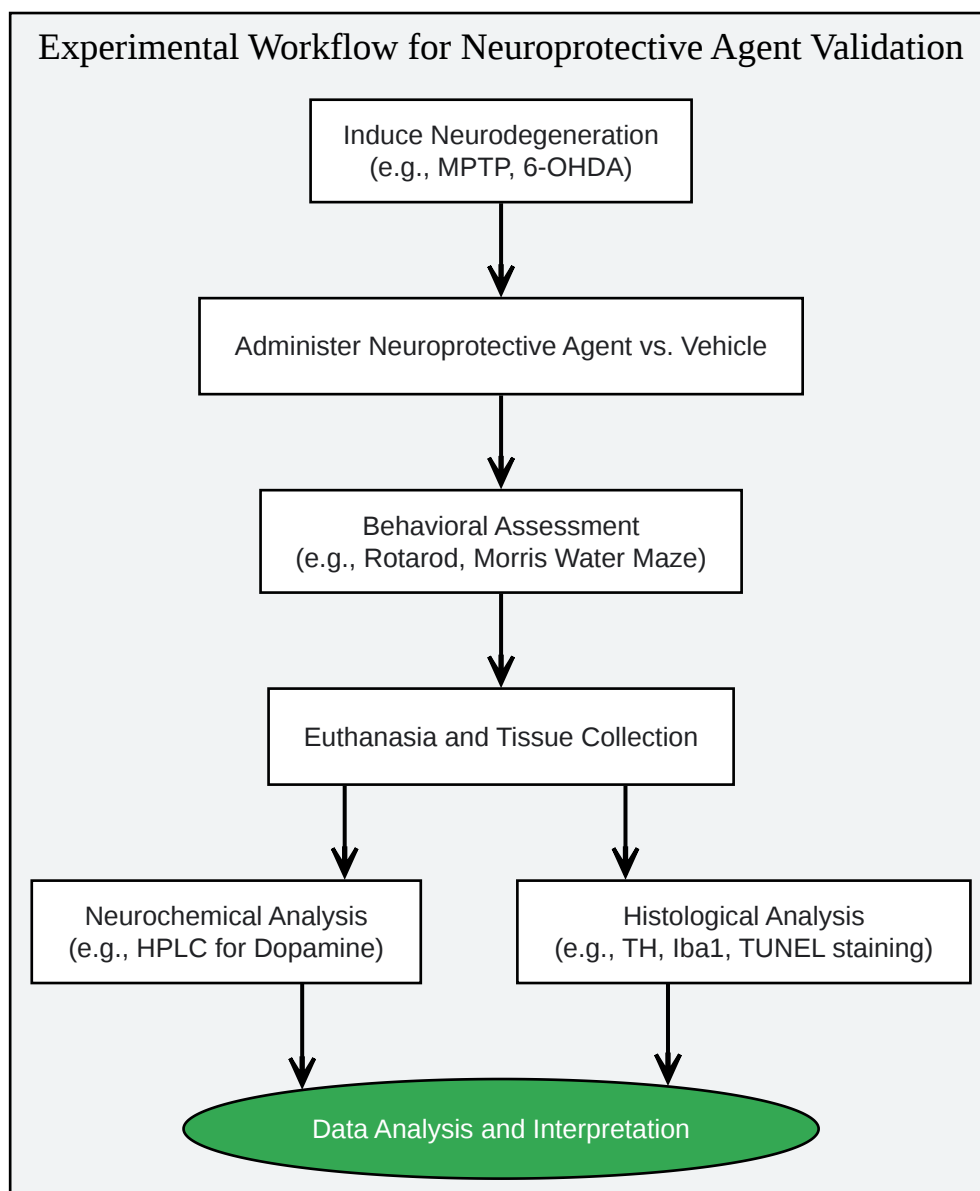 Experimental Workflow for Neuroprotective Agent Validation
Induce Neurodegeneration
(e.g., MPTP, 6-OHDA)
Administer Neuroprotective Agent vs. Vehicle
Behavioral Assessment
(e.g., Rotarod, Morris Water Maze)
Euthanasia and Tissue Collection
Neurochemical Analysis
(e.g., HPLC for Dopamine)
Histological Analysis
(e.g., TH, Iba1, TUNEL staining)
Data Analysis and Interpretation